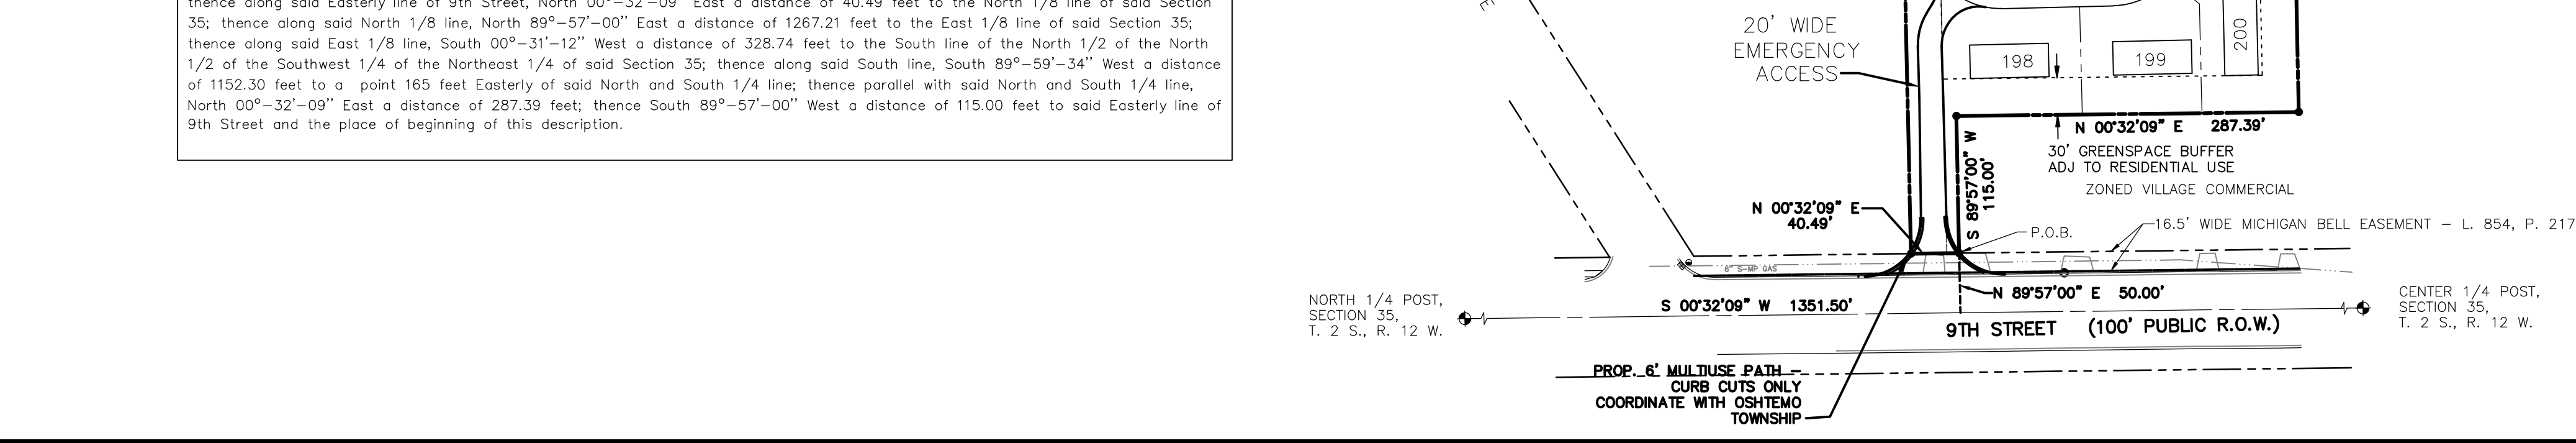 thence along said Easterly line of 9th Street, North 00°–32'–09" East a distance of 40.49 feet to the North 1/8 line of said Section
35; thence along said North 1/8 line, North 89°–57'–00" East a distance of 1267.21 feet to the East 1/8 line of said Section 35;
thence along said East 1/8 line, South 00°–31'–12" West a distance of 328.74 feet to the South line of the North 1/2 of the North
1/2 of the Southwest 1/4 of the Northeast 1/4 of said Section 35; thence along said South line, South 89°–59'–34" West a distance
of 1152.30 feet to a point 165 feet Easterly of said North and South 1/4 line; thence parallel with said North and South 1/4 line,
North 00°–32'–09" East a distance of 287.39 feet; thence South 89°–57'–00" West a distance of 115.00 feet to said Easterly line of
9th Street and the place of beginning of this description.
20' WIDE
EMERGENCY
ACCESS
198
199
200
N 00°32'09" E 287.39'
30' GREENSPACE BUFFER
ADJ TO RESIDENTIAL USE
ZONED VILLAGE COMMERCIAL
S 89°57'00" W
115.00'
N 00°32'09" E
40.49'
P.O.B.
16.5' WIDE MICHIGAN BELL EASEMENT – L. 854, P. 217
6" S-MP GAS
N 89°57'00" E 50.00'
S 00°32'09" W 1351.50'
NORTH 1/4 POST,
SECTION 35,
T. 2 S., R. 12 W.
CENTER 1/4 POST,
SECTION 35,
T. 2 S., R. 12 W.
9TH STREET (100' PUBLIC R.O.W.)
PROP. 6' MULTIUSE PATH –
CURB CUTS ONLY
COORDINATE WITH OSHTEMO
TOWNSHIP